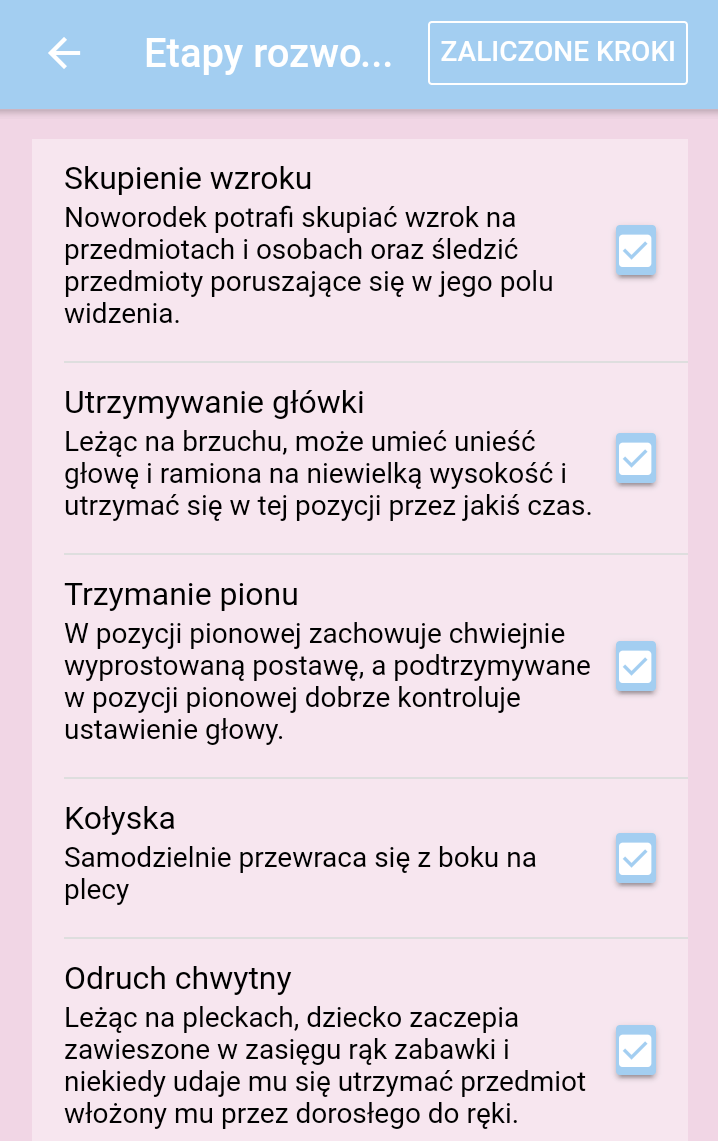 Etapy rozwo...
ZALICZONE KROKI
Skupienie wzroku
Noworodek potrafi skupiać wzrok na
przedmiotach i osobach oraz śledzić
przedmioty poruszające się w jego polu
widzenia.
Utrzymywanie główki
Leżąc na brzuchu, może umieć unieść
głowę i ramiona na niewielką wysokość i
utrzymać się w tej pozycji przez jakiś czas.
Trzymanie pionu
W pozycji pionowej zachowuje chwiejnie
wyprostowaną postawę, a podtrzymywane
w pozycji pionowej dobrze kontroluje
ustawienie głowy.
Kołyska
Samodzielnie przewraca się z boku na
plecy
Odruch chwytny
Leżąc na pleckach, dziecko zaczepia
zawieszone w zasięgu rąk zabawki i
niekiedy udaje mu się utrzymać przedmiot
włożony mu przez dorosłego do ręki.